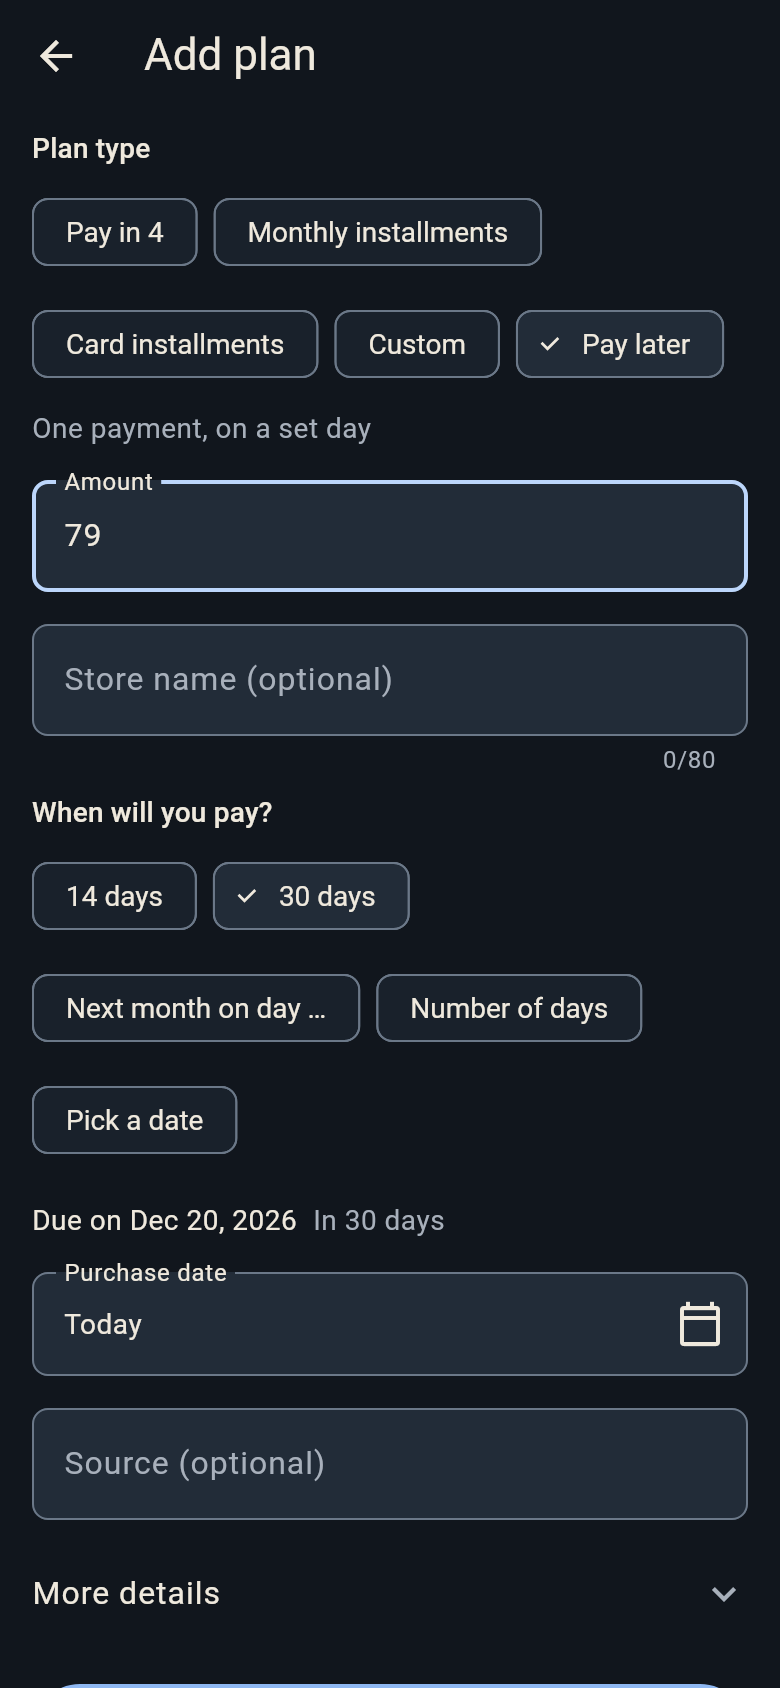 Add plan
Plan type
Pay in 4
Monthly installments
Card installments
Custom
Pay later
One payment, on a set day
Amount
79
Store name (optional)
0/80
When will you pay?
14 days
30 days
Next month on day ...
Number of days
Pick a date
Due on Dec 20, 2026 In 30 days
Purchase date
Today
Source (optional)
More details